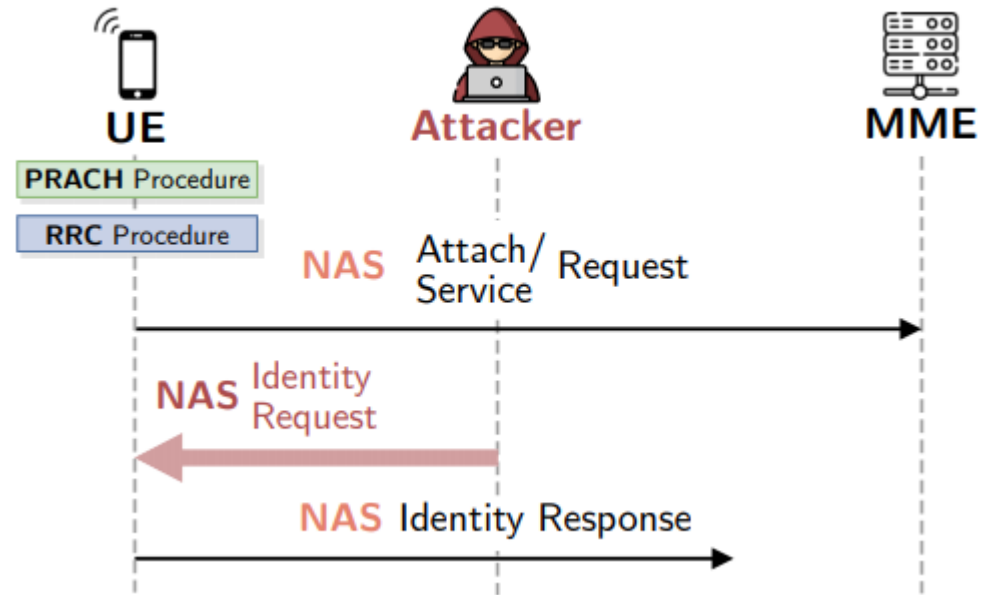 UE
Attacker
MME
PRACH Procedure
RRC Procedure
NAS Attach/ Service Request
NAS Identity Request
NAS Identity Response